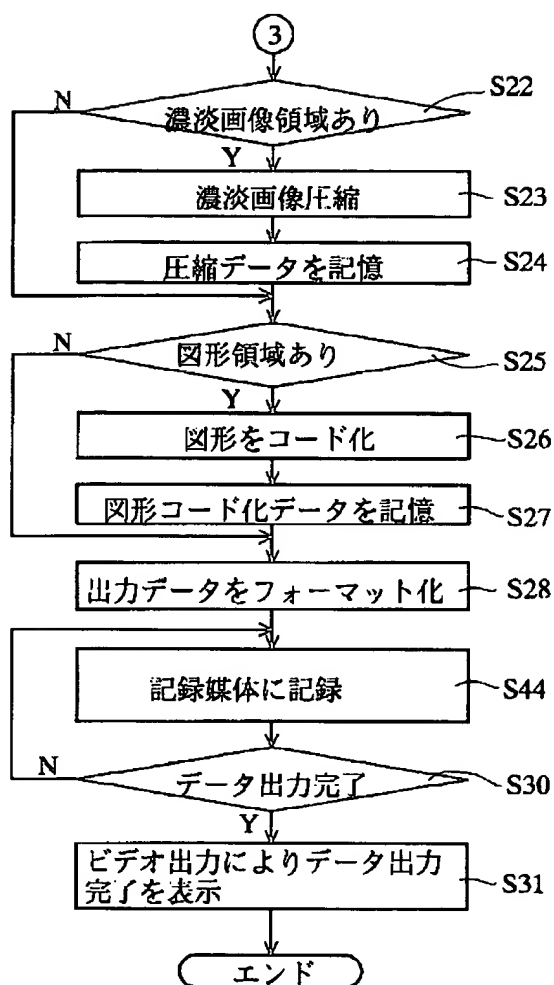 3
N
濃淡画像領域あり
S22
Y
濃淡画像圧縮
S23
圧縮データを記憶
S24
N
図形領域あり
S25
Y
図形をコード化
S26
図形コード化データを記憶
S27
出力データをフォーマット化
S28
記録媒体に記録
S44
N
データ出力完了
S30
Y
ビデオ出力によりデータ出力
完了を表示
S31
エンド